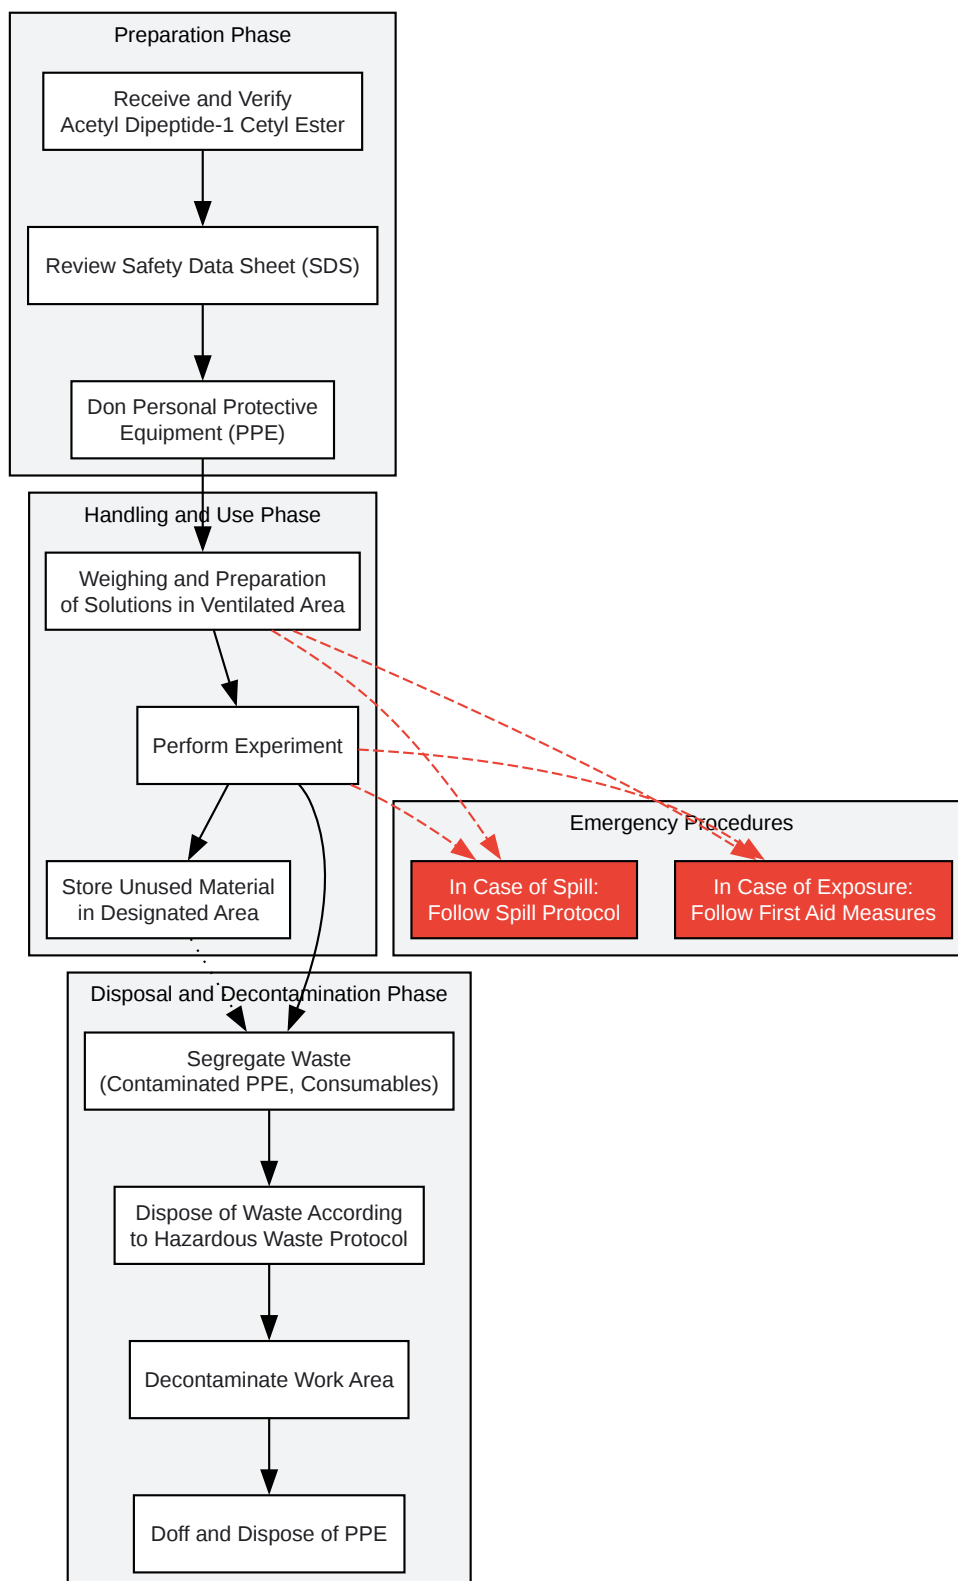 Preparation Phase
Receive and Verify
Acetyl Dipeptide-1 Cetyl Ester
Review Safety Data Sheet (SDS)
Don Personal Protective
Equipment (PPE)
Handling and Use Phase
Weighing and Preparation
of Solutions in Ventilated Area
Perform Experiment
Store Unused Material
in Designated Area
Emergency Procedures
In Case of Spill:
Follow Spill Protocol
In Case of Exposure:
Follow First Aid Measures
Disposal and Decontamination Phase
Segregate Waste
(Contaminated PPE, Consumables)
Dispose of Waste According
to Hazardous Waste Protocol
Decontaminate Work Area
Doff and Dispose of PPE